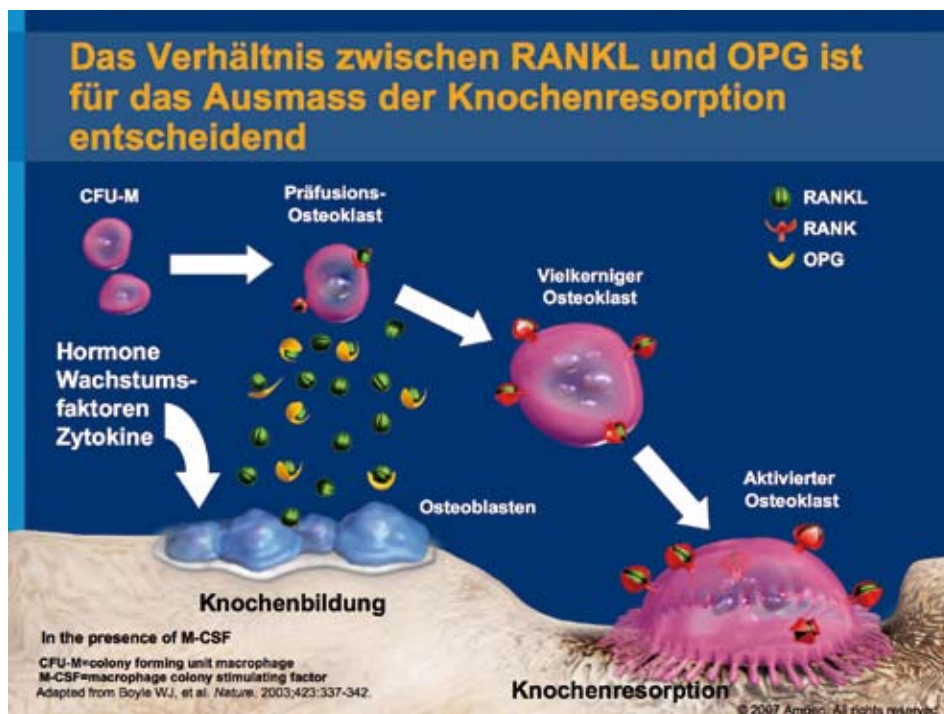 Das Verhältnis zwischen RANKL und OPG ist
für das Ausmass der Knochenresorption
entscheidend
CFU-M
Präfusions-
Osteoklast
RANKL
RANK
OPG
Vielkerniger
Osteoklast
Hormone
Wachstums-
faktoren
Zytokine
Aktivierter
Osteoklast
Osteoblasten
Knochenbildung
In the presence of M-CSF
CFU-M=colony forming unit macrophage
M-CSF=macrophage colony stimulating factor
Adapted from Boyle WJ, et al. Nature. 2003;423:337-342.
Knochenresorption
© 2007 Amgen. All rights reserved.